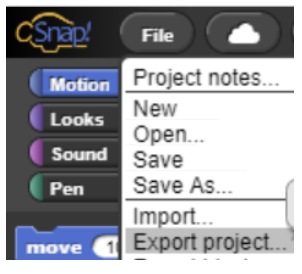 CSnap!
File
Motion
Looks
Sound
Pen
move
Project notes...
New
Open...
Save
Save As...
Import...
Export project...